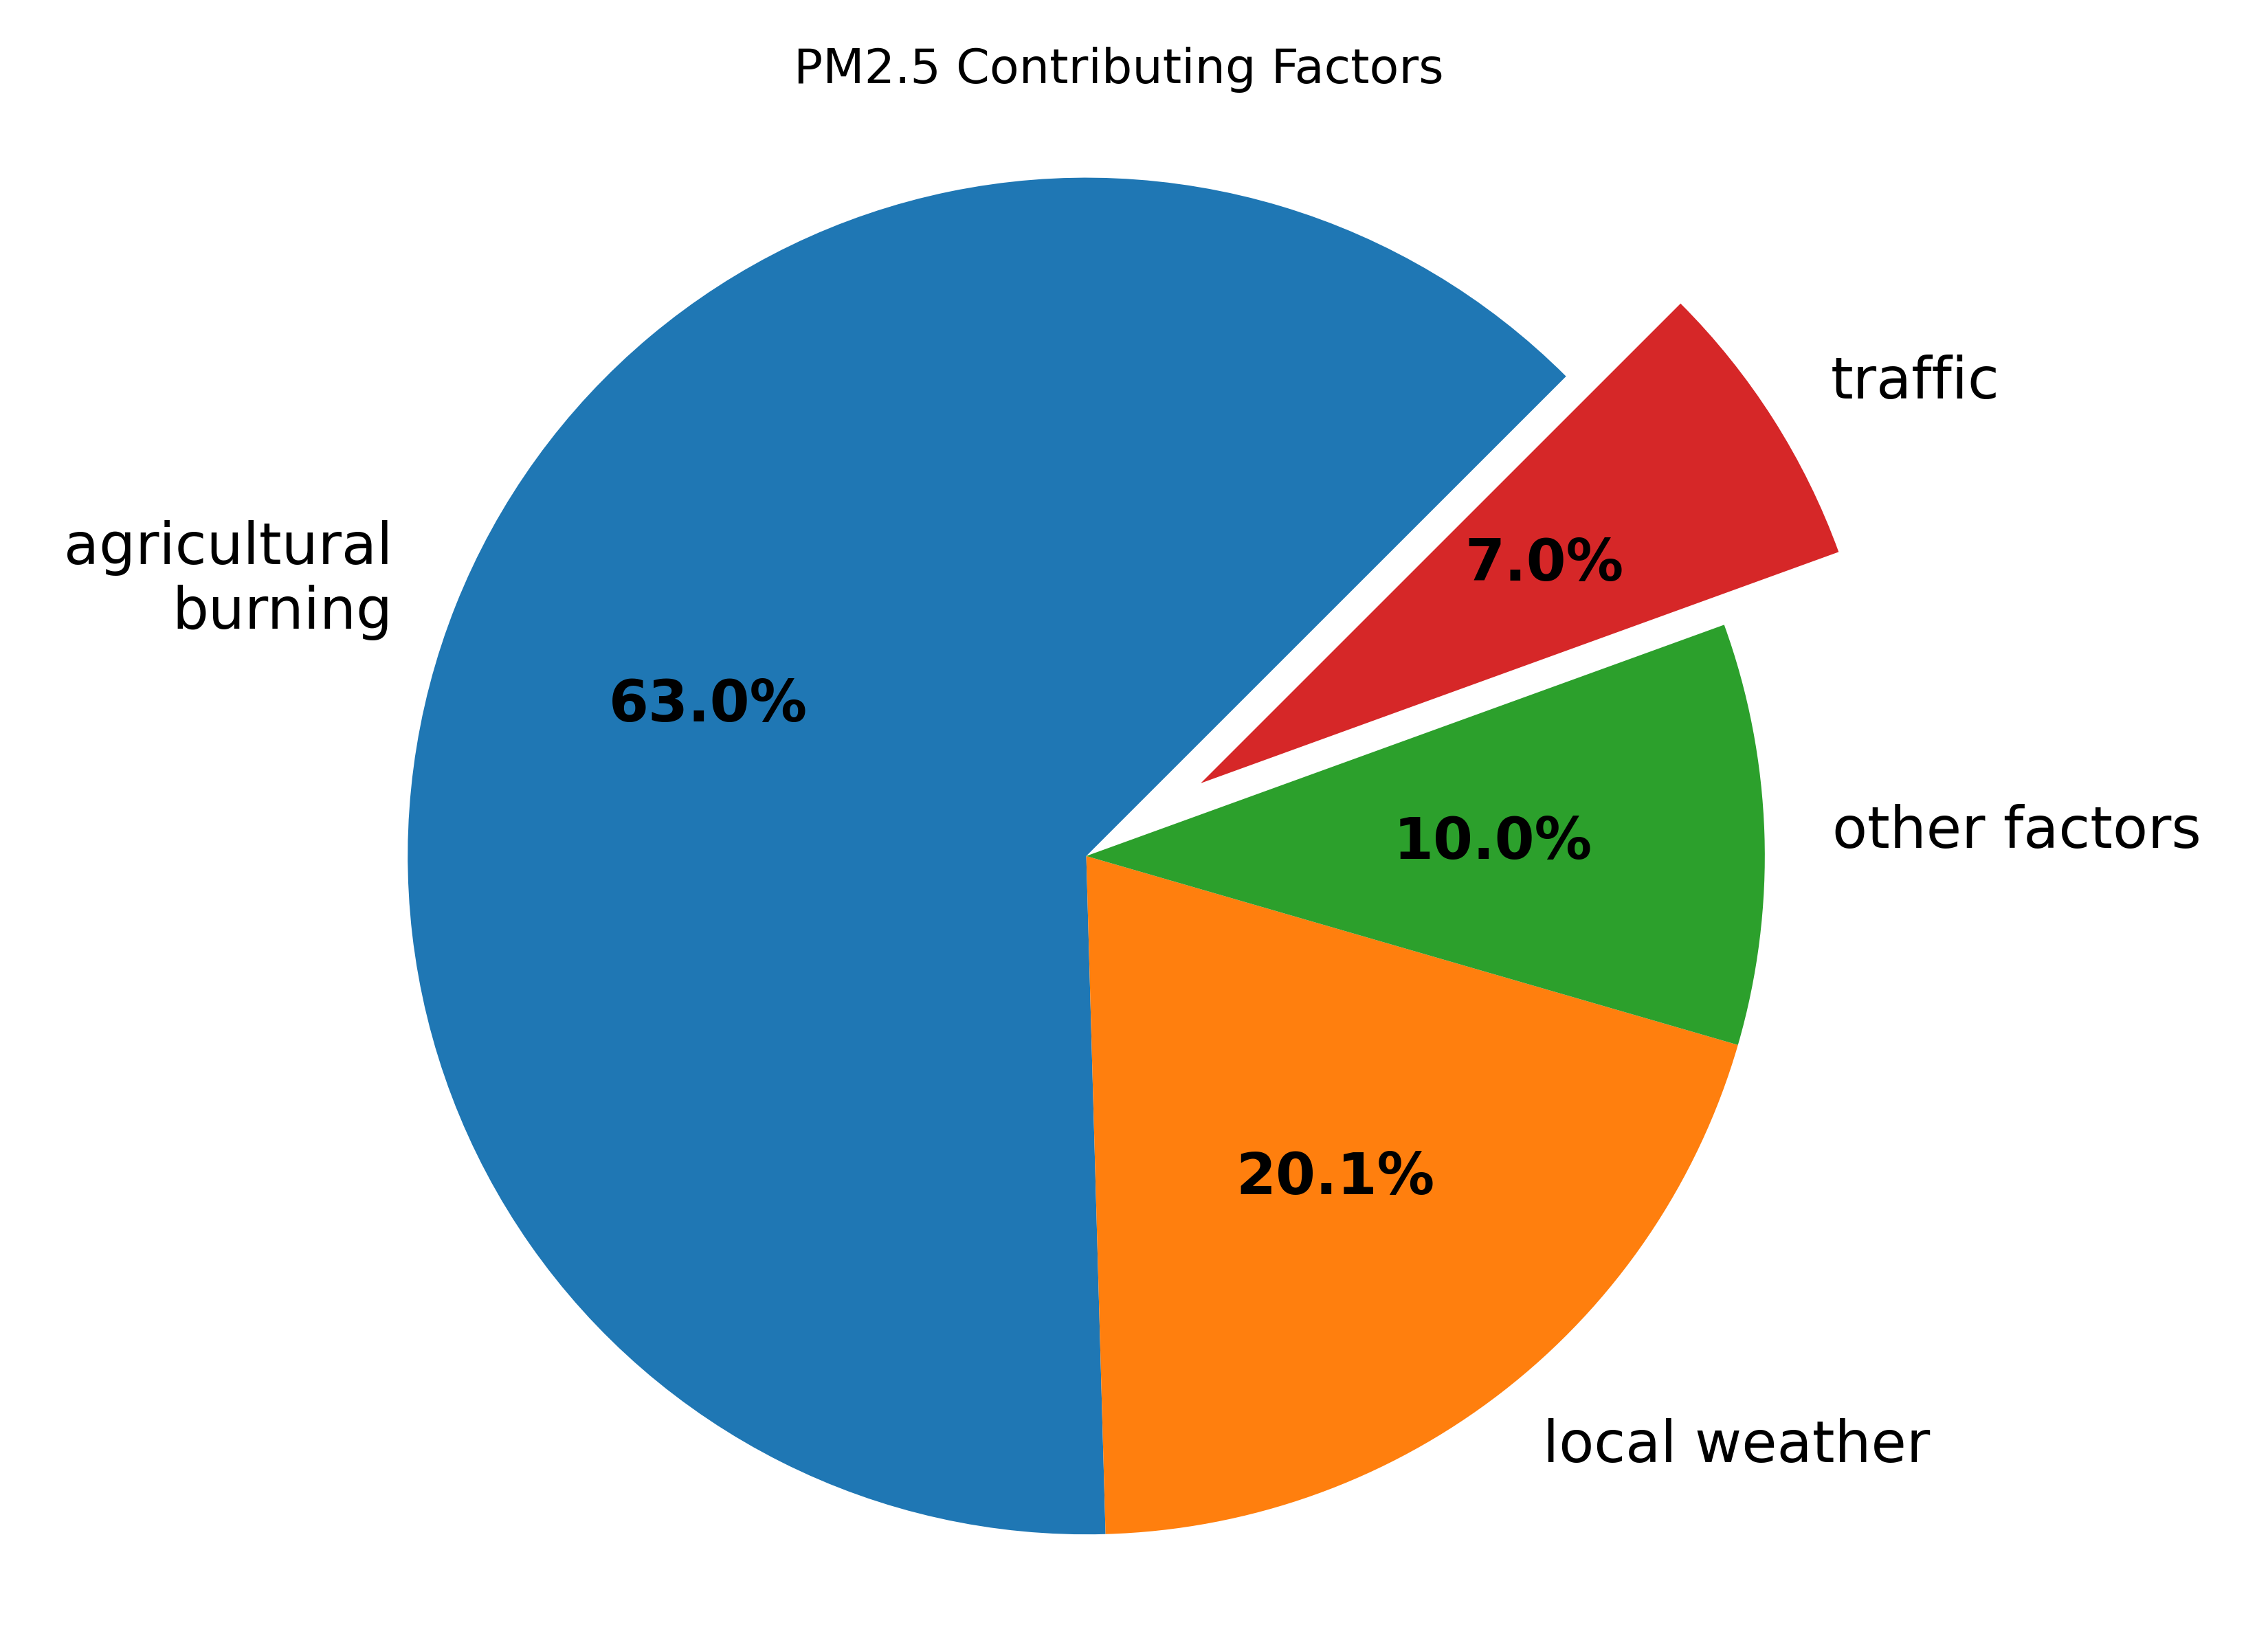 PM2.5 Contributing Factors
traffic
agricultural
burning
7.0%
63.0%
other factors
10.0%
20.1%
local weather